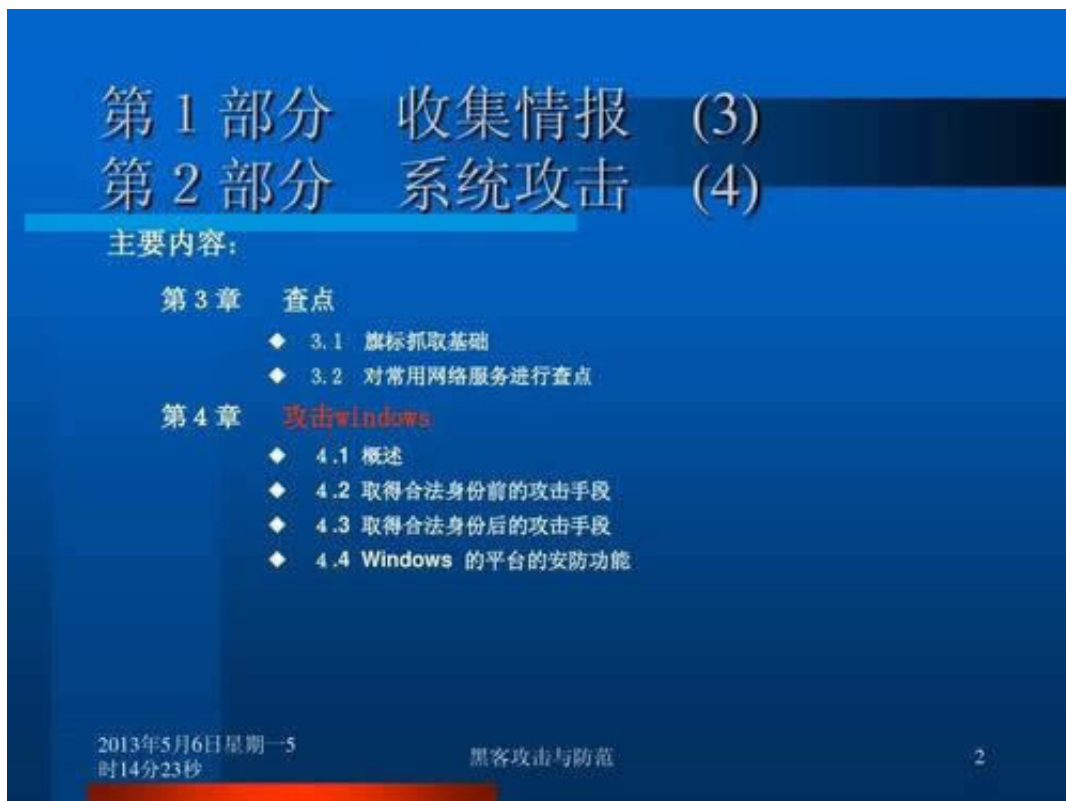 第 1 部分 收集情报 (3)
第 2 部分 系统攻击 (4)
主要内容：
第 3 章 查点
◆ 3.1 旗标抓取基础
◆ 3.2 对常用网络服务进行查点
第 4 章 攻击windows
◆ 4.1 概述
◆ 4.2 取得合法身份前的攻击手段
◆ 4.3 取得合法身份后的攻击手段
◆ 4.4 Windows 的平台的安防功能
2013年5月6日星期一5
时14分23秒
黑客攻击与防范
2